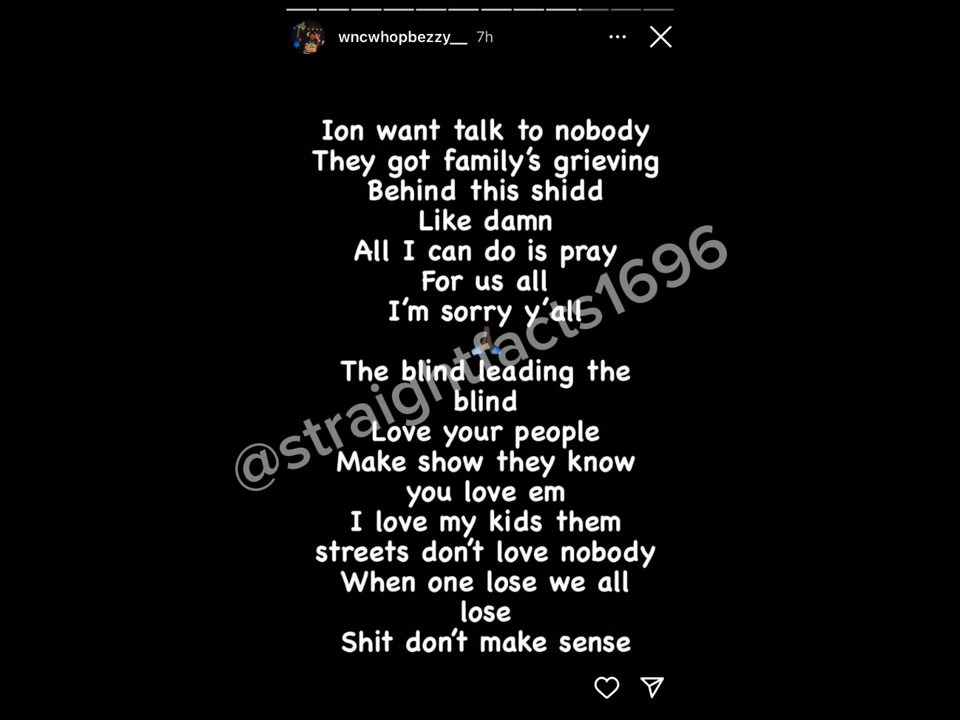 wncwhopbezzy__ 7h
Ion want talk to nobody
They got family's grieving
Behind this shidd
Like damn
All I can do is pray
For us all
I'm sorry y'all
🙏🏾
The blind leading the
blind
Love your people
Make show they know
you love em
I love my kids them
streets don't love nobody
When one lose we all
lose
Shit don't make sense
@straightfacts1696